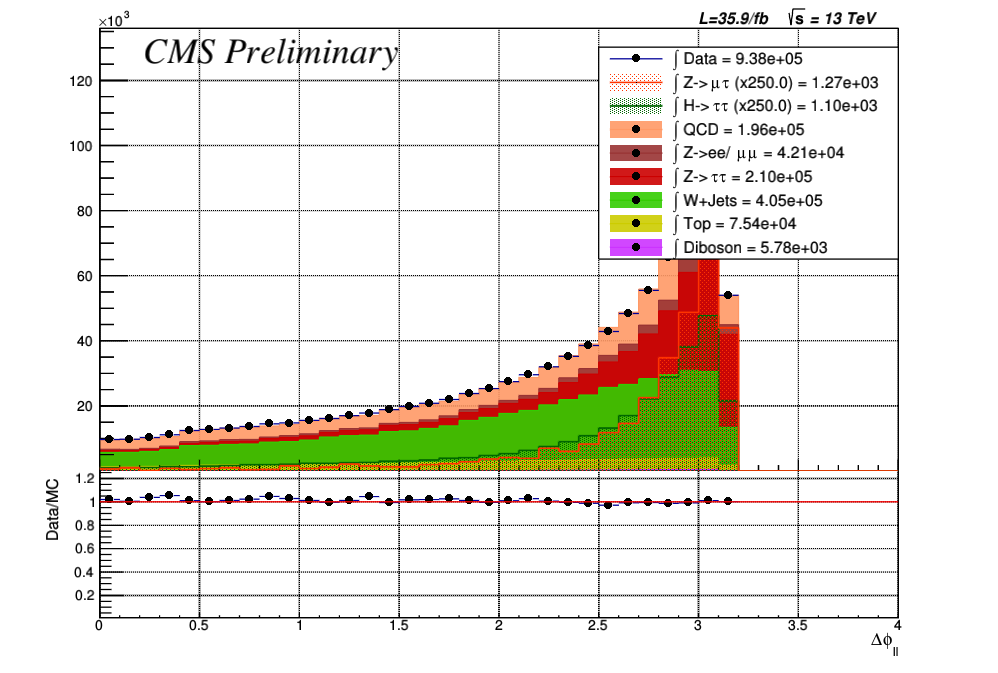 ×10³
L=35.9/fb √s = 13 TeV
CMS Preliminary
∫ Data = 9.38e+05
∫ Z->μτ (x250.0) = 1.27e+03
∫ H->ττ (x250.0) = 1.10e+03
∫ QCD = 1.96e+05
∫ Z->ee/ μμ = 4.21e+04
∫ Z->ττ = 2.10e+05
∫ W+Jets = 4.05e+05
∫ Top = 7.54e+04
∫ Diboson = 5.78e+03
120
100
80
60
40
20
Data/MC
1.2
1
0.8
0.6
0.4
0.2
0 0.5 1 1.5 2 2.5 3 3.5 4
Δϕ_ll